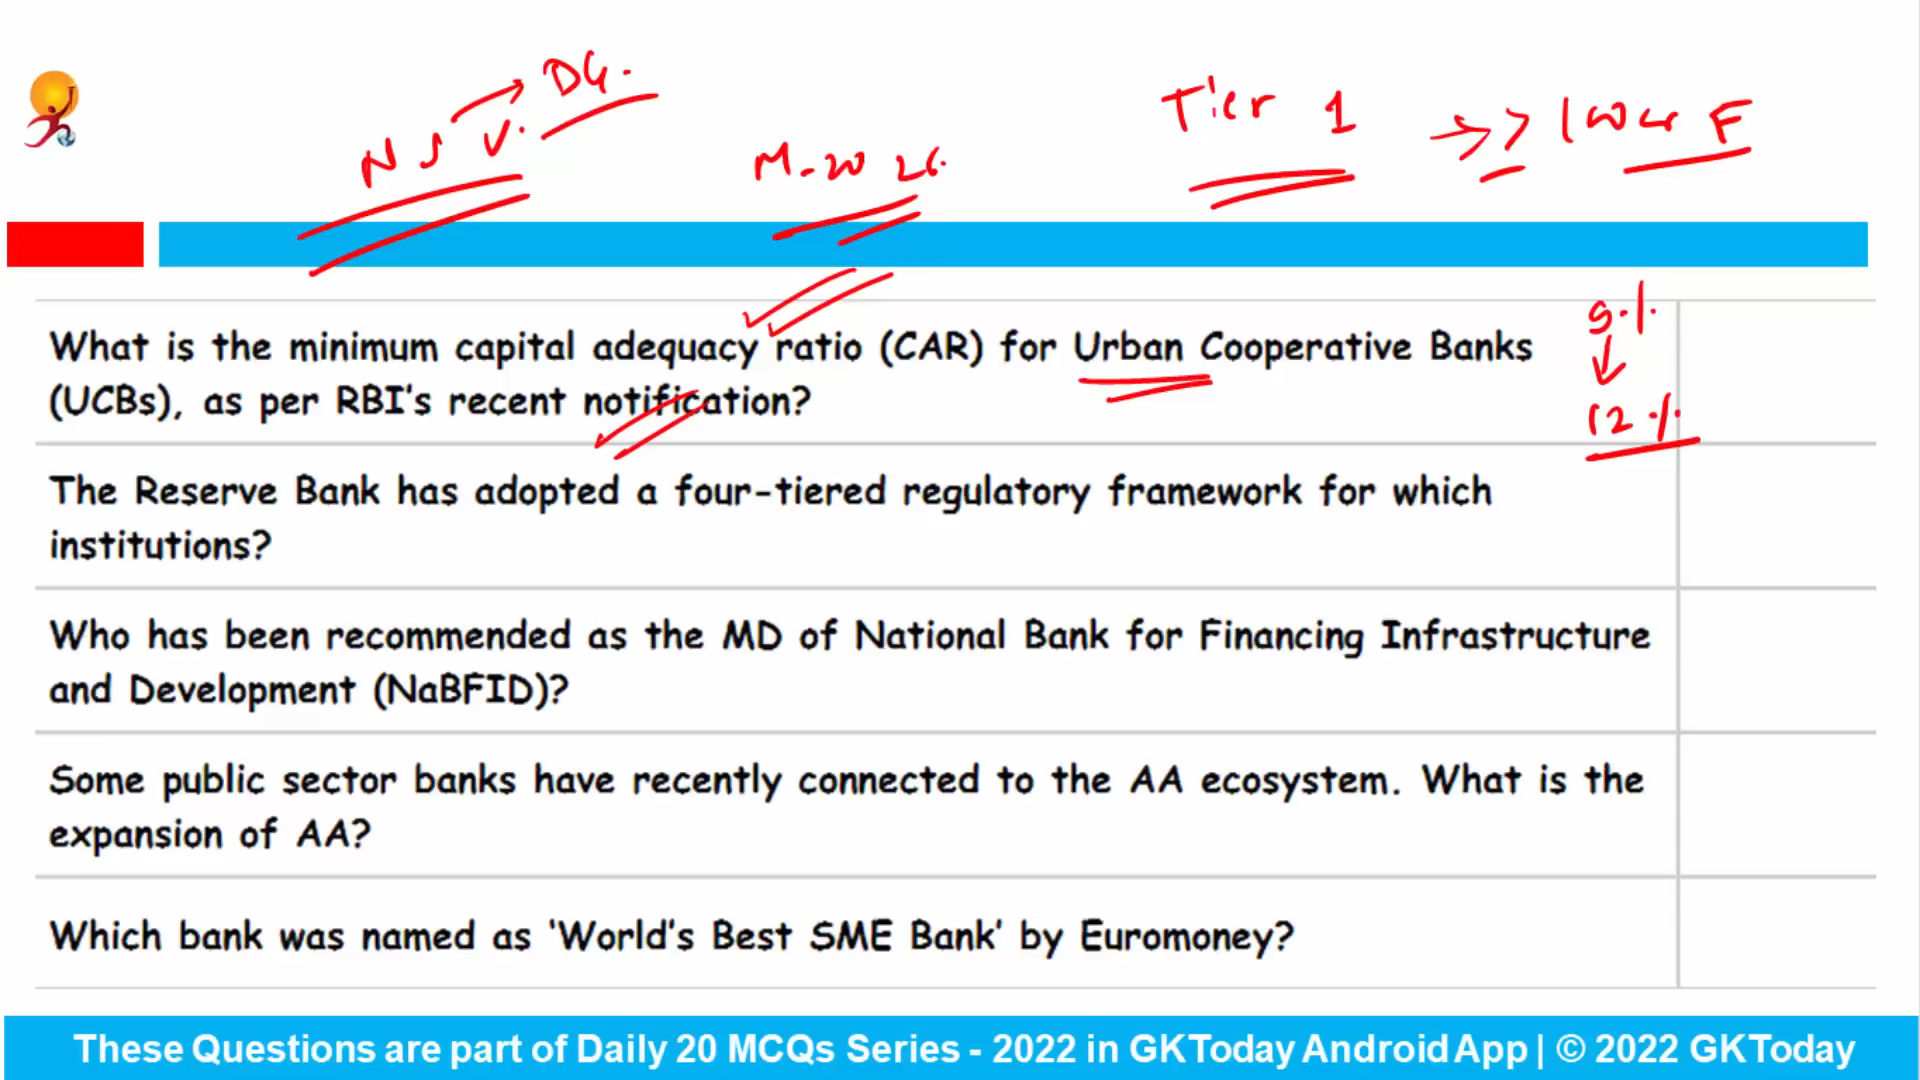 DG.
N S V.
M-2026.
Tier 1 → > lower F
9%
12%
What is the minimum capital adequacy ratio (CAR) for Urban Cooperative Banks
(UCBs), as per RBI's recent notification?
The Reserve Bank has adopted a four-tiered regulatory framework for which
institutions?
Who has been recommended as the MD of National Bank for Financing Infrastructure
and Development (NaBFID)?
Some public sector banks have recently connected to the AA ecosystem. What is the
expansion of AA?
Which bank was named as 'World's Best SME Bank' by Euromoney?
These Questions are part of Daily 20 MCQs Series - 2022 in GKToday Android App | © 2022 GKToday